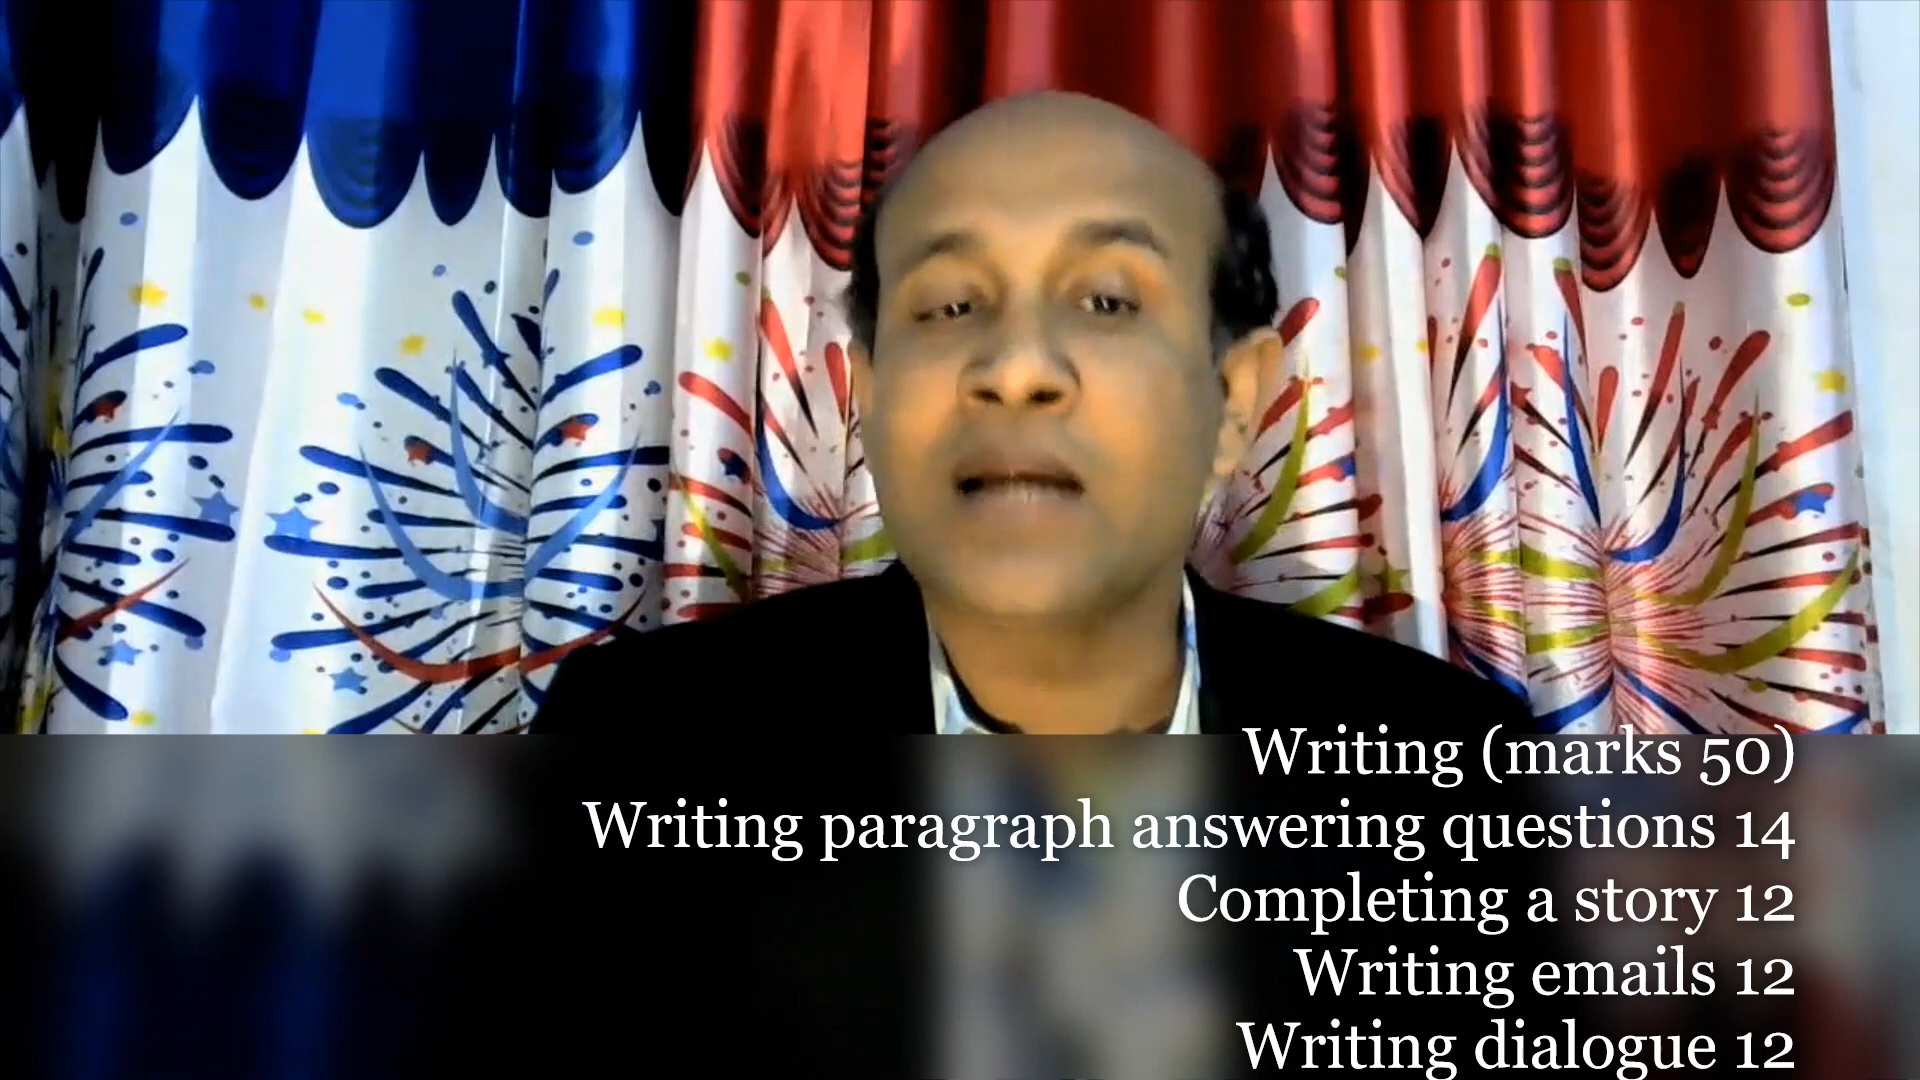 Writing (marks 50)
Writing paragraph answering questions 14
Completing a story 12
Writing emails 12
Writing dialogue 12